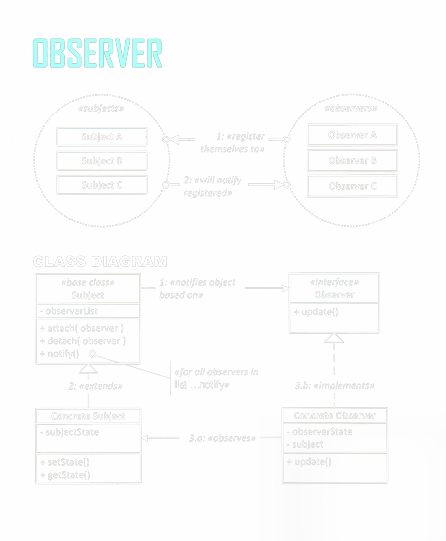 OBSERVER
«subjects»
«observers»
Subject A
Observer A
1: «register
themselves to»
Subject B
Observer B
Subject C
Observer C
2: «will notify
registered»
CLASS DIAGRAM
«base class»
Subject
1: «notifies object
based on»
«interface»
Observer
- observerList
+ update()
+ attach( observer )
+ detach( observer )
+ notify()
«for all observers in
list ...notify»
2: «extends»
3.b: «implements»
Concrete Subject
Concrete Observer
- subjectState
- observerState
- subject
3.a: «observes»
+ setState()
+ getState()
+ update()